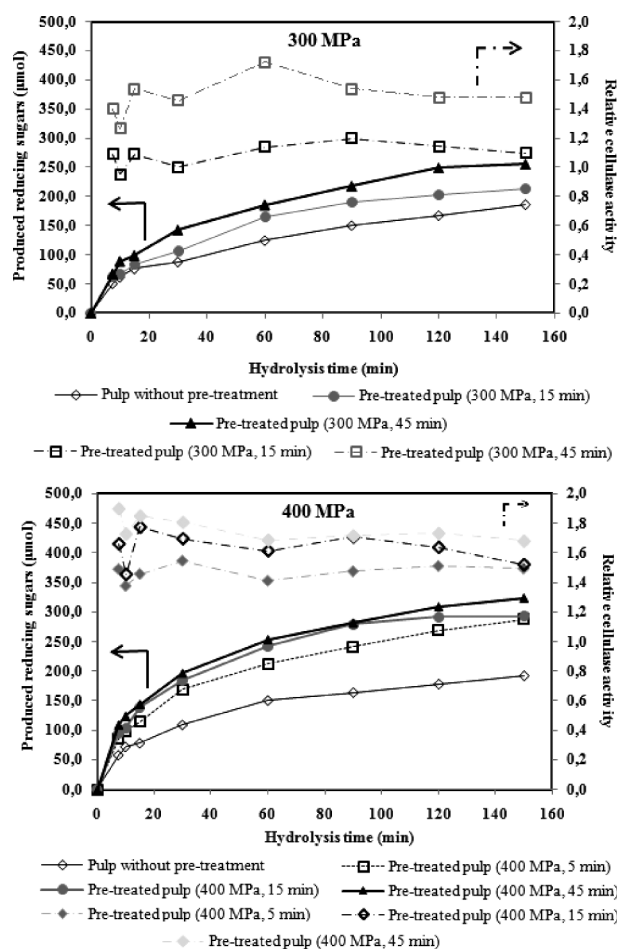 300 MPa
500,0
450,0
400,0
350,0
300,0
250,0
200,0
150,0
100,0
50,0
0,0
Produced reducing sugars (µmol)
2,0
1,8
1,6
1,4
1,2
1,0
0,8
0,6
0,4
0,2
0,0
Relative cellulase activity
0 20 40 60 80 100 120 140 160
Hydrolysis time (min)
Pulp without pre-treatment
Pre-treated pulp (300 MPa, 15 min)
Pre-treated pulp (300 MPa, 45 min)
Pre-treated pulp (300 MPa, 15 min)
Pre-treated pulp (300 MPa, 45 min)
400 MPa
500,0
450,0
400,0
350,0
300,0
250,0
200,0
150,0
100,0
50,0
0,0
Produced reducing sugars (µmol)
2,0
1,8
1,6
1,4
1,2
1,0
0,8
0,6
0,4
0,2
0,0
Relative cellulase activity
0 20 40 60 80 100 120 140 160
Hydrolysis time (min)
Pulp without pre-treatment
Pre-treated pulp (400 MPa, 5 min)
Pre-treated pulp (400 MPa, 15 min)
Pre-treated pulp (400 MPa, 45 min)
Pre-treated pulp (400 MPa, 5 min)
Pre-treated pulp (400 MPa, 15 min)
Pre-treated pulp (400 MPa, 45 min)